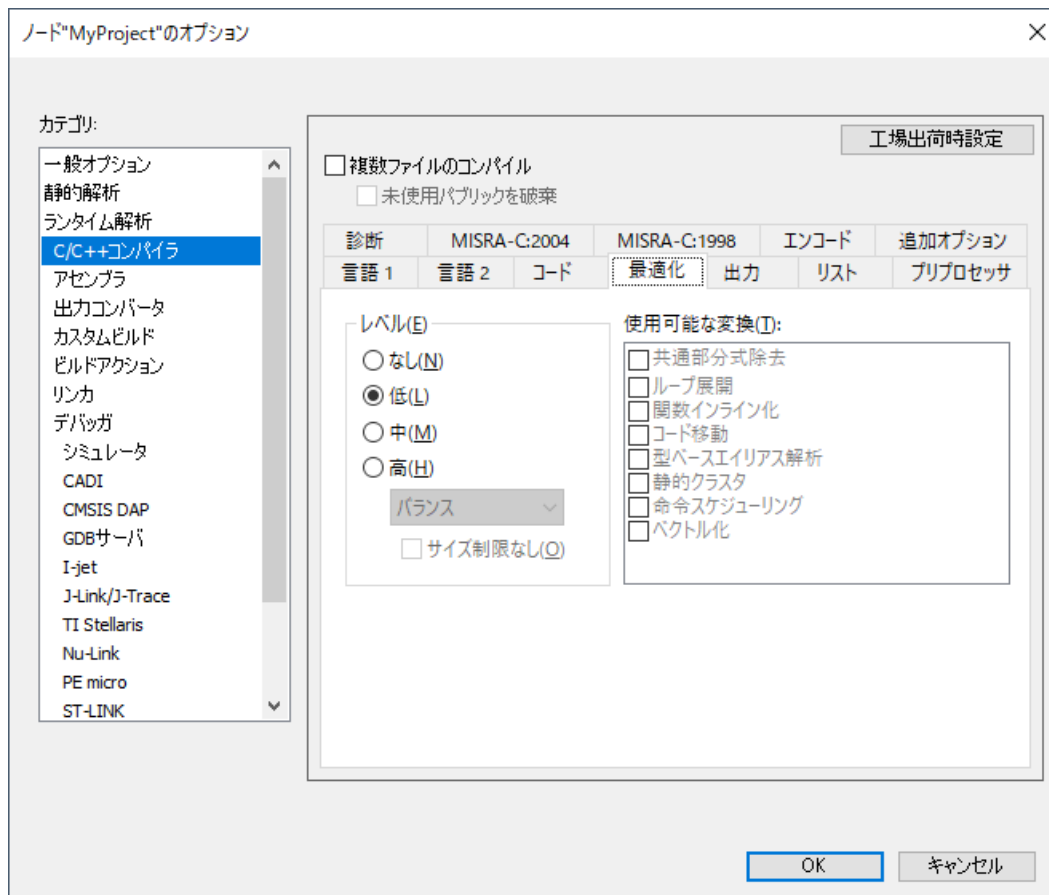 ノード"MyProject"のオプション
カテゴリ:
一般オプション
静的解析
ランタイム解析
C/C++コンパイラ
アセンブラ
出力コンバータ
カスタムビルド
ビルドアクション
リンカ
デバッガ
シミュレータ
CADI
CMSIS DAP
GDBサーバ
I-jet
J-Link/J-Trace
TI Stellaris
Nu-Link
PE micro
ST-LINK
工場出荷時設定
複数ファイルのコンパイル
未使用パブリックを破棄
診断 MISRA-C:2004 MISRA-C:1998 エンコード 追加オプション
言語 1 言語 2 コード 最適化 出力 リスト プリプロセッサ
レベル(E)
なし(N)
低(L)
中(M)
高(H)
バランス
サイズ制限なし(O)
使用可能な変換(T):
共通部分式除去
ループ展開
関数インライン化
コード移動
型ベースエイリアス解析
静的クラスタ
命令スケジューリング
ベクトル化
OK キャンセル